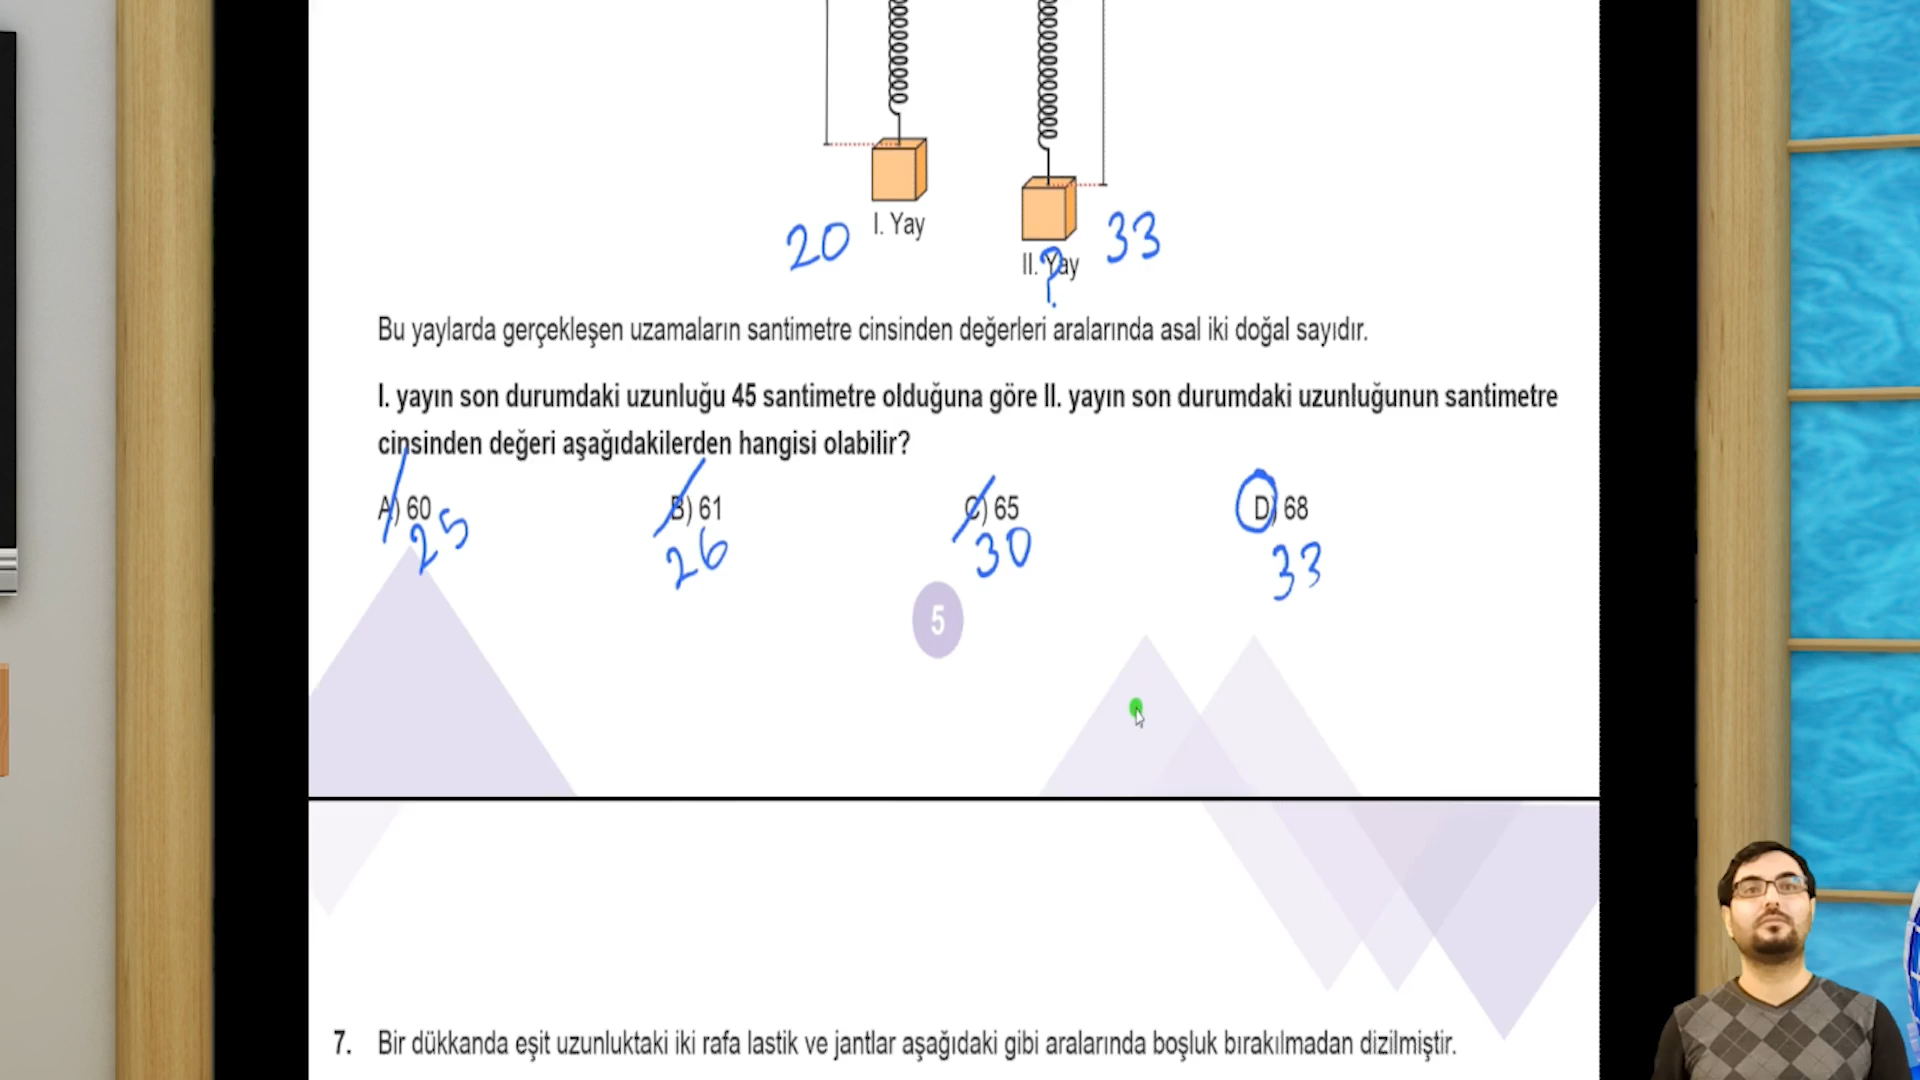 I. Yay
20
33
II. Yay
?
Bu yaylarda gerçekleşen uzamaların santimetre cinsinden değerleri aralarında asal iki doğal sayıdır.
I. yayın son durumdaki uzunluğu 45 santimetre olduğuna göre II. yayın son durumdaki uzunluğunun santimetre
cinsinden değeri aşağıdakilerden hangisi olabilir?
A) 60 B) 61 C) 65 D) 68
25 26 30 33
5
7. Bir dükkanda eşit uzunluktaki iki rafa lastik ve jantlar aşağıdaki gibi aralarında boşluk bırakılmadan dizilmiştir.